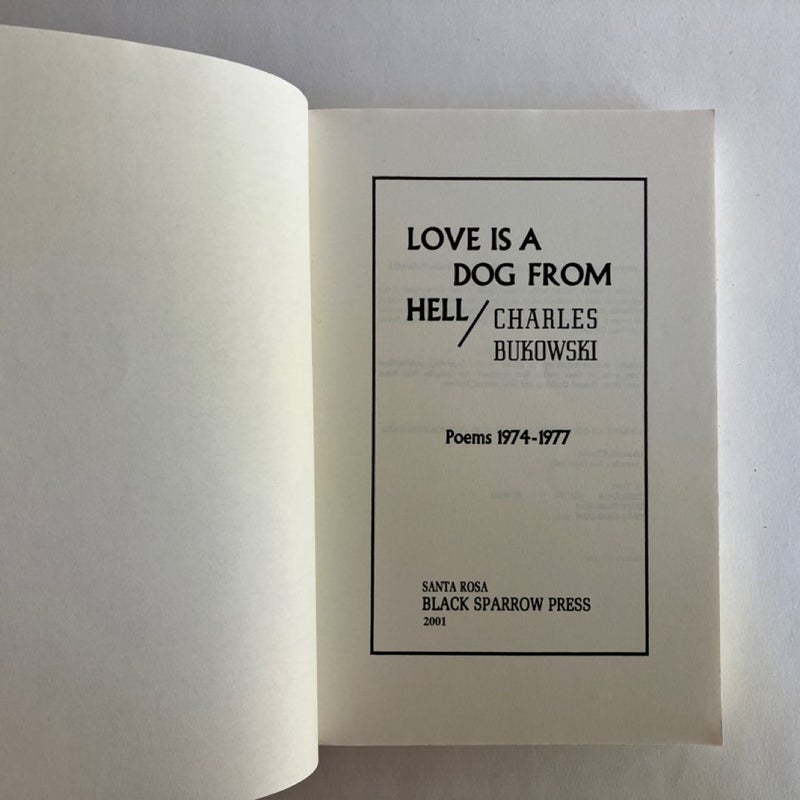 LOVE IS A
DOG FROM
HELL/CHARLES
BUKOWSKI
Poems 1974-1977
SANTA ROSA
BLACK SPARROW PRESS
2001